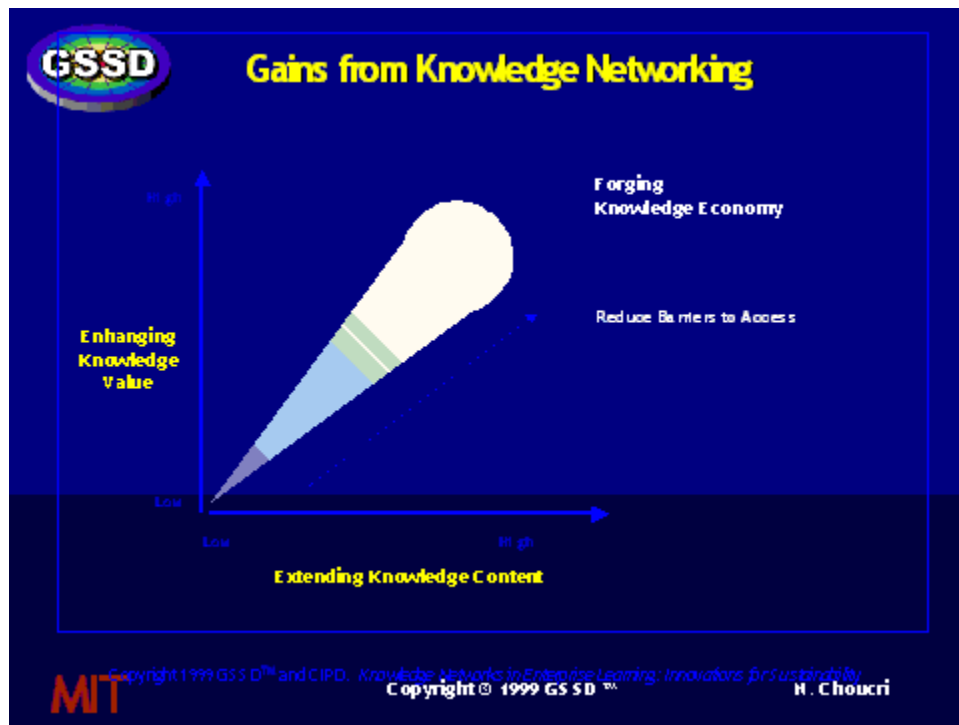 GSSD
Gains from Knowledge Networking
High
Forging
Knowledge Economy
Reduce Barriers to Access
Enhanging
Knowledge
Value
Low
Low
High
Extending Knowledge Content
Copyright 1999 GSSD™ and CIPD. Knowledge Networks in Enterprise Learning: Innovations for Sustainability
MIT
Copyright © 1999 GSSD ™
N. Choucri